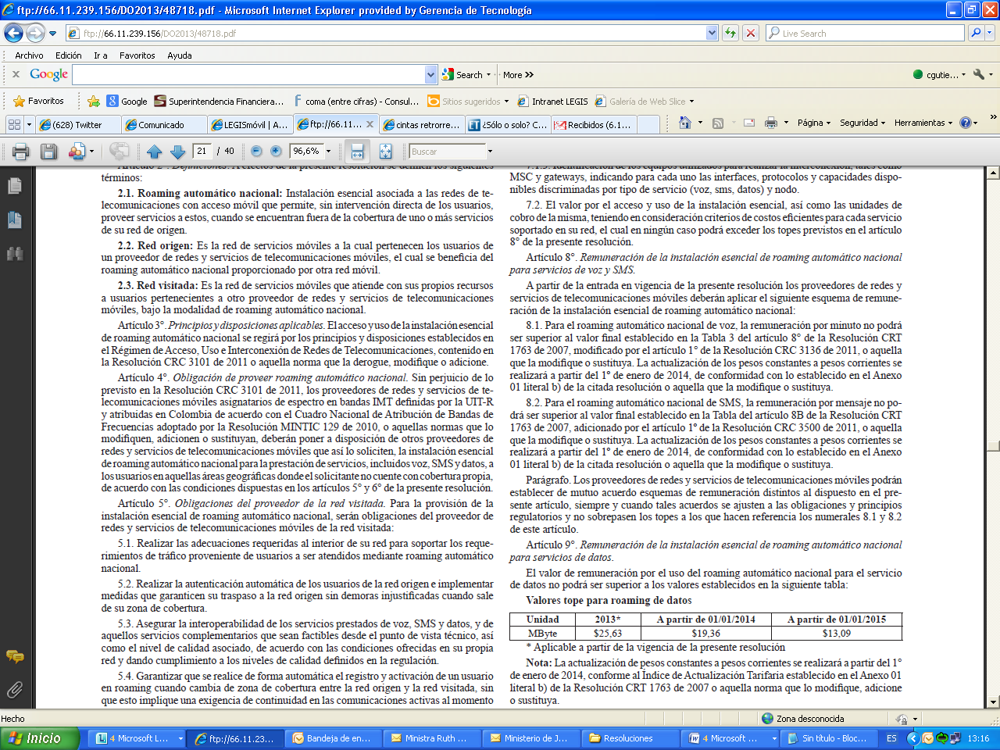 ftp://66.11.239.156/DO2013/48718.pdf - Microsoft Internet Explorer provided by Gerencia de Tecnología
ftp://66.11.239.156/DO2013/48718.pdf
Live Search
Archivo Edición Ir a Favoritos Ayuda
x Google Search More » cgutie...
Favoritos Google Superintendencia Financiera... coma (entre cifras) - Consul... Sitios sugeridos Intranet LEGIS Galería de Web Slice
(628) Twitter Comunicado LEGISmóvil | A... ftp://66.11.... cintas retrorre... ¿Sólo o solo? C... Recibidos (6.1... Página Seguridad Herramientas
21 / 40 96,6% Buscar
Artículo 2°. Definiciones. A efectos de la presente resolución se definen los siguientes
términos:
2.1. Roaming automático nacional: Instalación esencial asociada a las redes de te-
lecomunicaciones con acceso móvil que permite, sin intervención directa de los usuarios,
proveer servicios a estos, cuando se encuentran fuera de la cobertura de uno o más servicios
de su red de origen.
2.2. Red origen: Es la red de servicios móviles a la cual pertenecen los usuarios de
un proveedor de redes y servicios de telecomunicaciones móviles, el cual se beneficia del
roaming automático nacional proporcionado por otra red móvil.
2.3. Red visitada: Es la red de servicios móviles que atiende con sus propios recursos
a usuarios pertenecientes a otro proveedor de redes y servicios de telecomunicaciones
móviles, bajo la modalidad de roaming automático nacional.
Artículo 3°. Principios y disposiciones aplicables. El acceso y uso de la instalación esencial
de roaming automático nacional se regirá por los principios y disposiciones establecidos en
el Régimen de Acceso, Uso e Interconexión de Redes de Telecomunicaciones, contenido en
la Resolución CRC 3101 de 2011 o aquella norma que la derogue, modifique o adicione.
Artículo 4°. Obligación de proveer roaming automático nacional. Sin perjuicio de lo
previsto en la Resolución CRC 3101 de 2011, los proveedores de redes y servicios de te-
lecomunicaciones móviles asignatarios de espectro en bandas IMT definidas por la UIT-R
y atribuidas en Colombia de acuerdo con el Cuadro Nacional de Atribución de Bandas de
Frecuencias adoptado por la Resolución MINTIC 129 de 2010, o aquellas normas que lo
modifiquen, adicionen o sustituyan, deberán poner a disposición de otros proveedores de
redes y servicios de telecomunicaciones móviles que así lo soliciten, la instalación esencial
de roaming automático nacional para la prestación de servicios, incluidos voz, SMS y datos, a
los usuarios en aquellas áreas geográficas donde el solicitante no cuente con cobertura propia,
de acuerdo con las condiciones dispuestas en los artículos 5° y 6° de la presente resolución.
Artículo 5°. Obligaciones del proveedor de la red visitada. Para la provisión de la
instalación esencial de roaming automático nacional, serán obligaciones del proveedor de
redes y servicios de telecomunicaciones móviles de la red visitada:
5.1. Realizar las adecuaciones requeridas al interior de su red para soportar los reque-
rimientos de tráfico proveniente de usuarios a ser atendidos mediante roaming automático
nacional.
5.2. Realizar la autenticación automática de los usuarios de la red origen e implementar
medidas que garanticen su traspaso a la red origen sin demoras injustificadas cuando sale
de su zona de cobertura.
5.3. Asegurar la interoperabilidad de los servicios prestados de voz, SMS y datos, y de
aquellos servicios complementarios que sean factibles desde el punto de vista técnico, así
como el nivel de calidad asociado, de acuerdo con las condiciones ofrecidas en su propia
red y dando cumplimiento a los niveles de calidad definidos en la regulación.
5.4. Garantizar que se realice de forma automática el registro y activación de un usuario
en roaming cuando cambia de zona de cobertura entre la red origen y la red visitada, sin
que esto implique una exigencia de continuidad en las comunicaciones activas al momento
7.1.3. Identificación de los equipos utilizados para realizar la interconexión, tales como
MSC y gateways, indicando para cada uno las interfaces, protocolos y capacidades dispo-
nibles discriminadas por tipo de servicio (voz, sms, datos) y nodo.
7.2. El valor por el acceso y uso de la instalación esencial, así como las unidades de
cobro de la misma, teniendo en consideración criterios de costos eficientes para cada servicio
soportado en su red, el cual en ningún caso podrá exceder los topes previstos en el artículo
8° de la presente resolución.
Artículo 8°. Remuneración de la instalación esencial de roaming automático nacional
para servicios de voz y SMS.
A partir de la entrada en vigencia de la presente resolución los proveedores de redes y
servicios de telecomunicaciones móviles deberán aplicar el siguiente esquema de remune-
ración de la instalación esencial de roaming automático nacional:
8.1. Para el roaming automático nacional de voz, la remuneración por minuto no podrá
ser superior al valor final establecido en la Tabla 3 del artículo 8° de la Resolución CRT
1763 de 2007, modificado por el artículo 1° de la Resolución CRC 3136 de 2011, o aquella
que la modifique o sustituya. La actualización de los pesos constantes a pesos corrientes se
realizará a partir del 1° de enero de 2014, de conformidad con lo establecido en el Anexo
01 literal b) de la citada resolución o aquella que la modifique o sustituya.
8.2. Para el roaming automático nacional de SMS, la remuneración por mensaje no po-
drá ser superior al valor final establecido en la Tabla del artículo 8B de la Resolución CRT
1763 de 2007, adicionado por el artículo 1º de la Resolución CRC 3500 de 2011, o aquella
que la modifique o sustituya. La actualización de los pesos constantes a pesos corrientes se
realizará a partir del 1º de enero de 2014, de conformidad con lo establecido en el Anexo
01 literal b) de la citada resolución o aquella que la modifique o sustituya.
Parágrafo. Los proveedores de redes y servicios de telecomunicaciones móviles podrán
establecer de mutuo acuerdo esquemas de remuneración distintos al dispuesto en el pre-
sente artículo, siempre y cuando tales acuerdos se ajusten a las obligaciones y principios
regulatorios y no sobrepasen los topes a los que hacen referencia los numerales 8.1 y 8.2
de este artículo.
Artículo 9°. Remuneración de la instalación esencial de roaming automático nacional
para servicios de datos.
El valor de remuneración por el uso del roaming automático nacional para el servicio
de datos no podrá ser superior a los valores establecidos en la siguiente tabla:
Valores tope para roaming de datos
Unidad 2013* A partir de 01/01/2014 A partir de 01/01/2015
MByte $25,63 $19,36 $13,09
* Aplicable a partir de la vigencia de la presente resolución
Nota: La actualización de pesos constantes a pesos corrientes se realizará a partir del 1°
de enero de 2014, conforme al Índice de Actualización Tarifaria establecido en el Anexo 01
literal b) de la Resolución CRT 1763 de 2007 o aquella norma que lo modifique, adicione
o sustituya.
Hecho Zona desconocida
Inicio 4 Microsoft L... ftp://66.11.23... Bandeja de en... Ministra Ruth ... Ministerio de J... Resoluciones 4 Microsoft ... Sin título - Bloc... ES 13:16